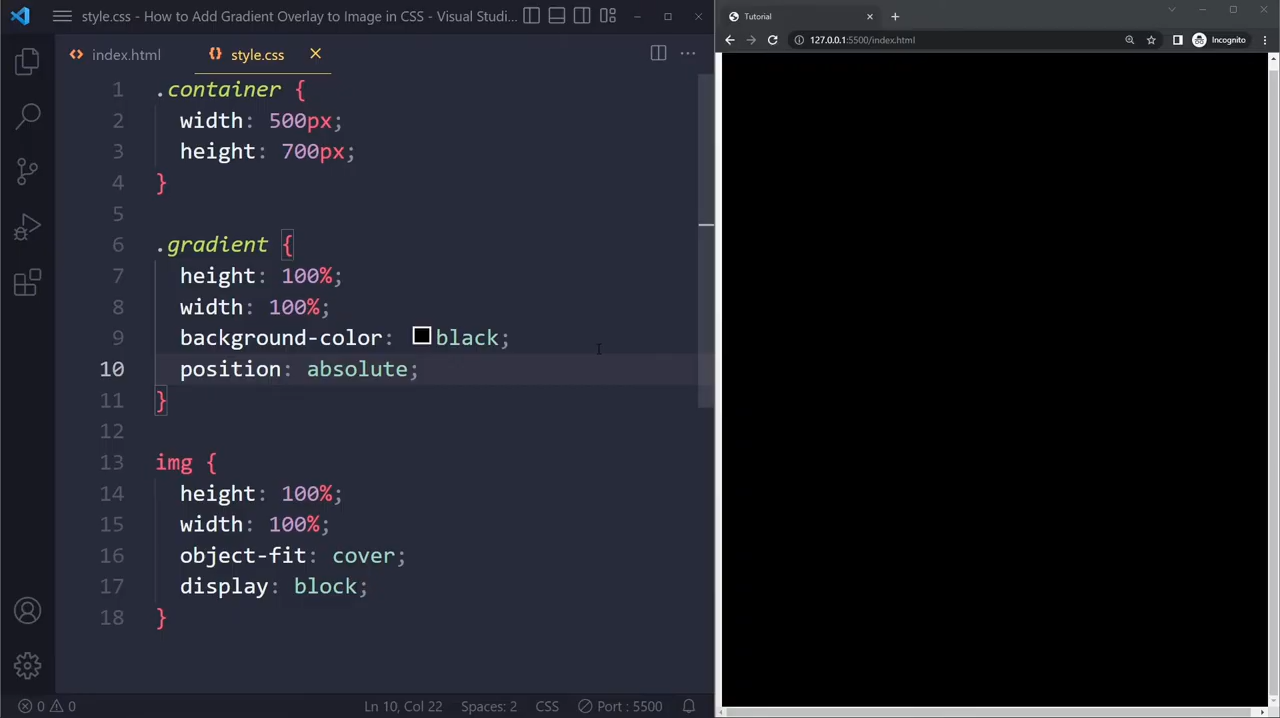 style.css - How to Add Gradient Overlay to Image in CSS - Visual Studi...
index.html
style.css
1 .container {
2 width: 500px;
3 height: 700px;
4 }
5
6 .gradient {
7 height: 100%;
8 width: 100%;
9 background-color: black;
10 position: absolute;
11 }
12
13 img {
14 height: 100%;
15 width: 100%;
16 object-fit: cover;
17 display: block;
18 }
0 0 Ln 10, Col 22 Spaces: 2 CSS Port : 5500
Tutorial
127.0.0.1:5500/index.html
Incognito